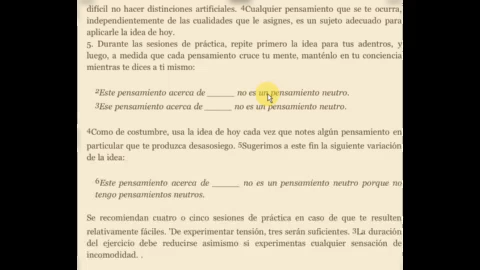 difícil no hacer distinciones artificiales. 4Cualquier pensamiento que se te ocurra,
independientemente de las cualidades que le asignes, es un sujeto adecuado para
aplicarle la idea de hoy.
5. Durante las sesiones de práctica, repite primero la idea para tus adentros, y
luego, a medida que cada pensamiento cruce tu mente, manténlo en tu conciencia
mientras te dices a ti mismo:
2Este pensamiento acerca de ______ no es un pensamiento neutro.
3Ese pensamiento acerca de ______ no es un pensamiento neutro.
4Como de costumbre, usa la idea de hoy cada vez que notes algún pensamiento en
particular que te produzca desasosiego. 5Sugerimos a este fin la siguiente variación
de la idea:
6Este pensamiento acerca de ______ no es un pensamiento neutro porque no
tengo pensamientos neutros.
Se recomiendan cuatro o cinco sesiones de práctica en caso de que te resulten
relativamente fáciles. ²De experimentar tensión, tres serán suficientes. 3La duración
del ejercicio debe reducirse asimismo si experimentas cualquier sensación de
incomodidad. .